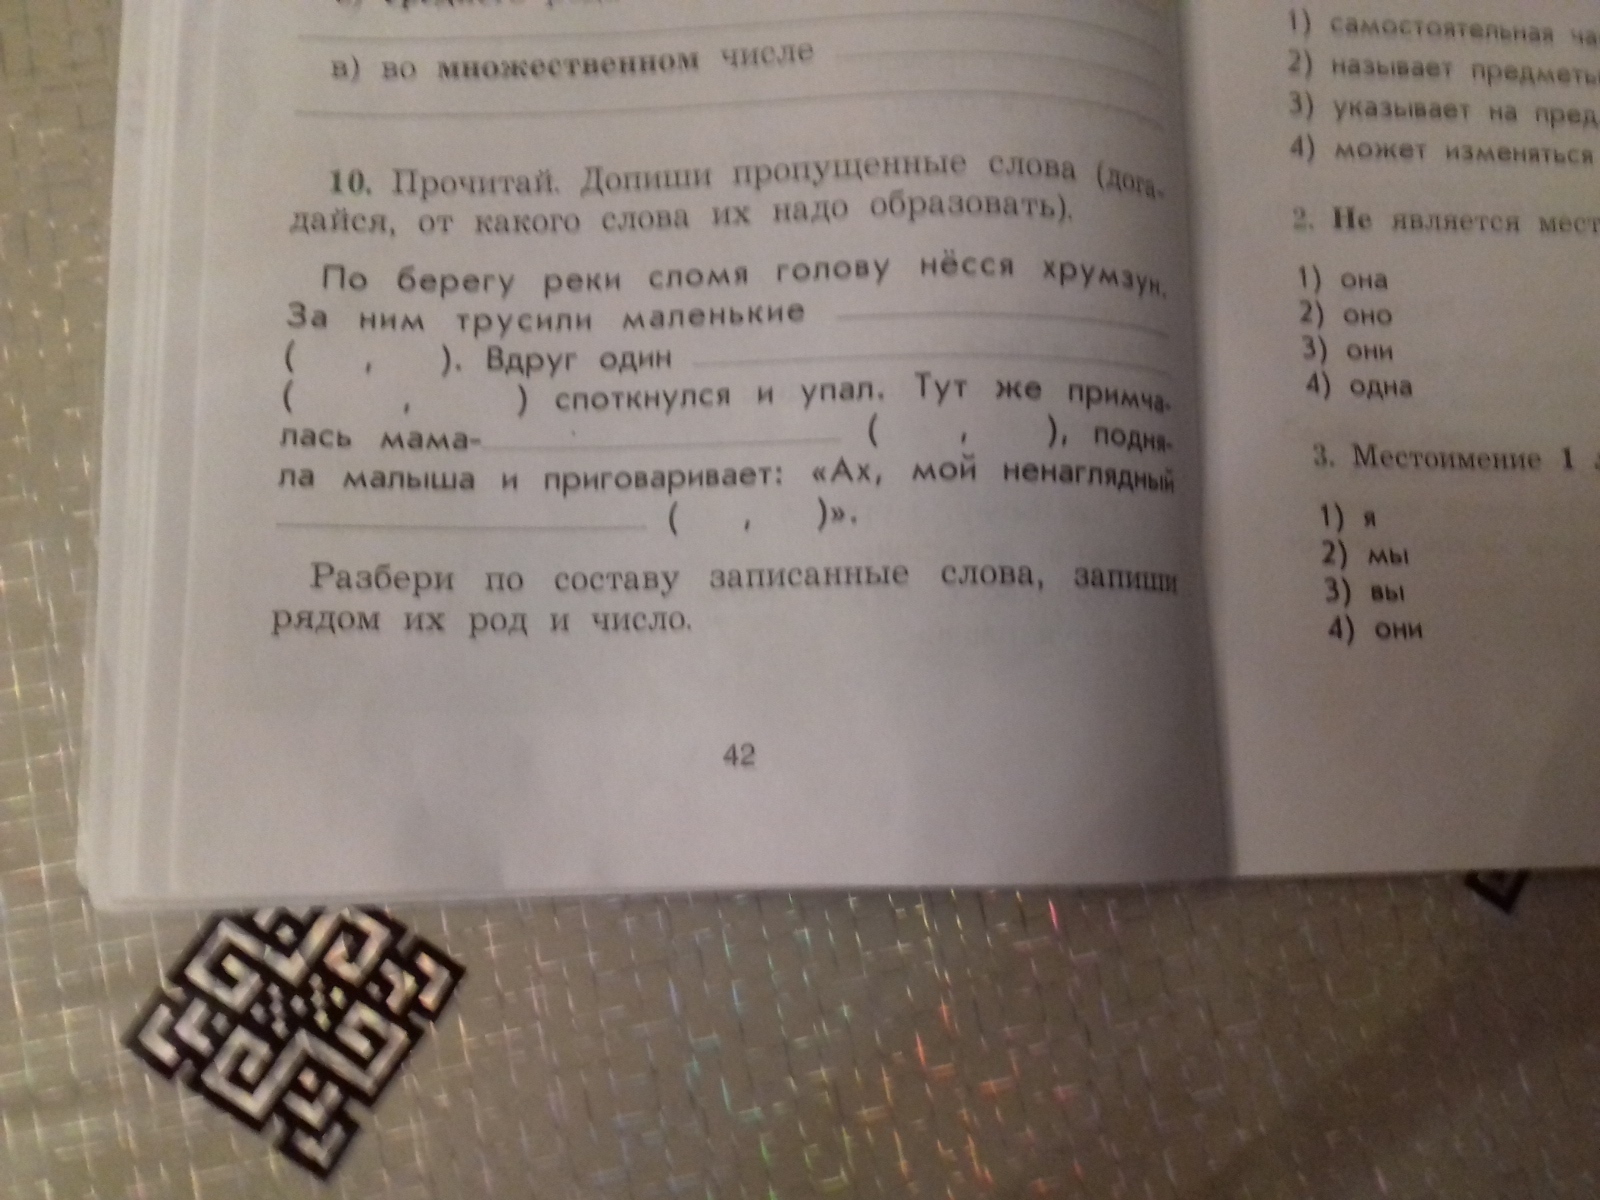 в) во множественном числе
10. Прочитай. Допиши пропущенные слова (дога-
дайся, от какого слова их надо образовать).
По берегу реки сломя голову нёсся хрумзун.
За ним трусили маленькие
( , ). Вдруг один
( , ) споткнулся и упал. Тут же примча-
лась мама- ( , ), подня-
ла малыша и приговаривает: «Ах, мой ненаглядный
( , )».
Разбери по составу записанные слова, запиши
рядом их род и число.
42
1) самостоятельная
2) называет предметы
3) указывает на
4) может изменяться
2. Не является
1) она
2) оно
3) они
4) одна
3. Местоимение 1
1) я
2) мы
3) вы
4) они